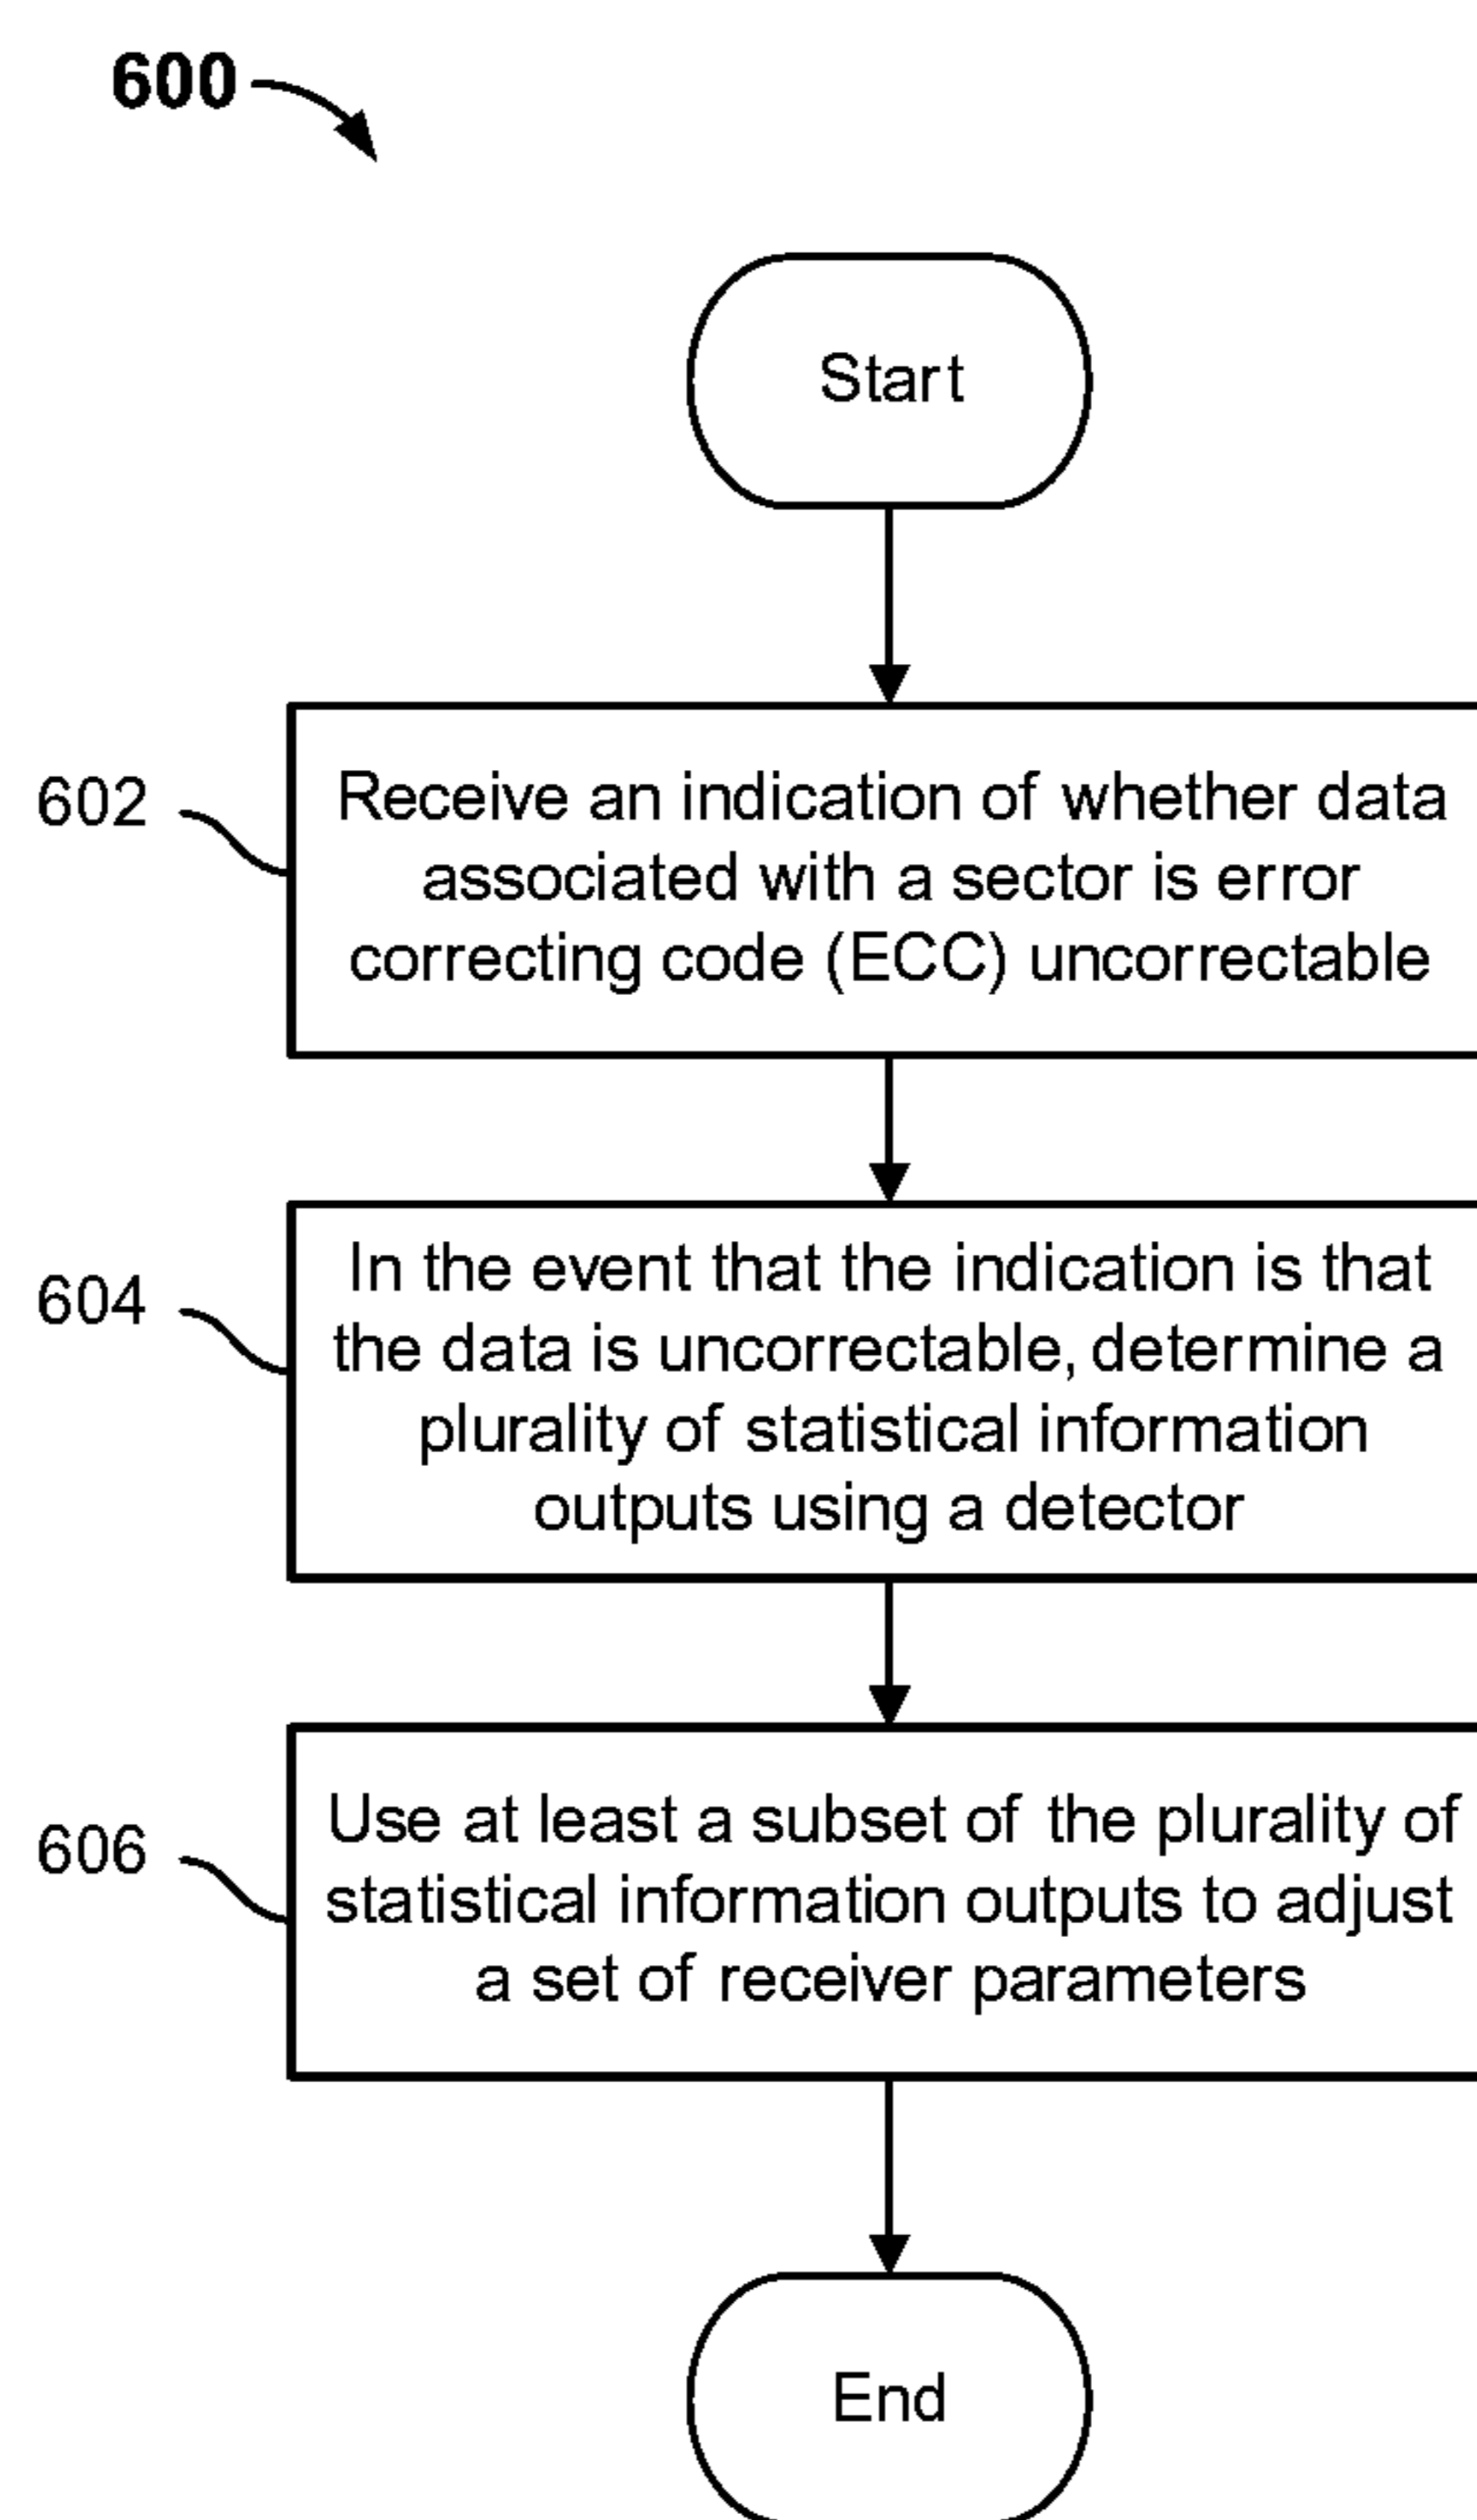 600
Start
602
Receive an indication of whether data
associated with a sector is error
correcting code (ECC) uncorrectable
604
In the event that the indication is that
the data is uncorrectable, determine a
plurality of statistical information
outputs using a detector
606
Use at least a subset of the plurality of
statistical information outputs to adjust
a set of receiver parameters
End